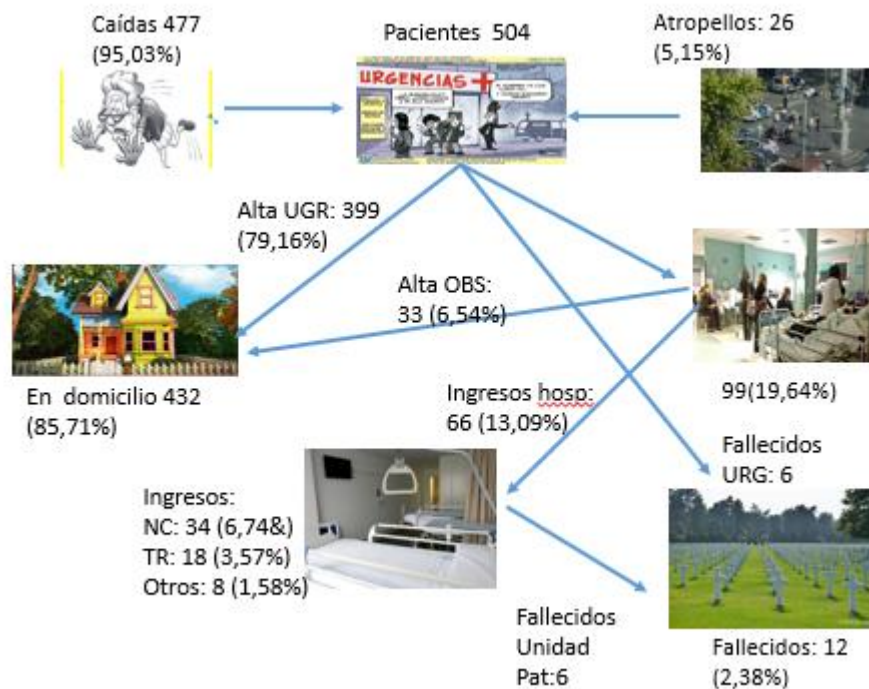 Caídas 477
(95,03%)
Pacientes 504
Atropellos: 26
(5,15%)
URGENCIAS
Alta UGR: 399
(79,16%)
Alta OBS:
33 (6,54%)
En domicilio 432
(85,71%)
Ingresos hosp:
66 (13,09%)
99(19,64%)
Fallecidos
URG: 6
Ingresos:
NC: 34 (6,74&)
TR: 18 (3,57%)
Otros: 8 (1,58%)
Fallecidos
Unidad
Pat:6
Fallecidos: 12
(2,38%)